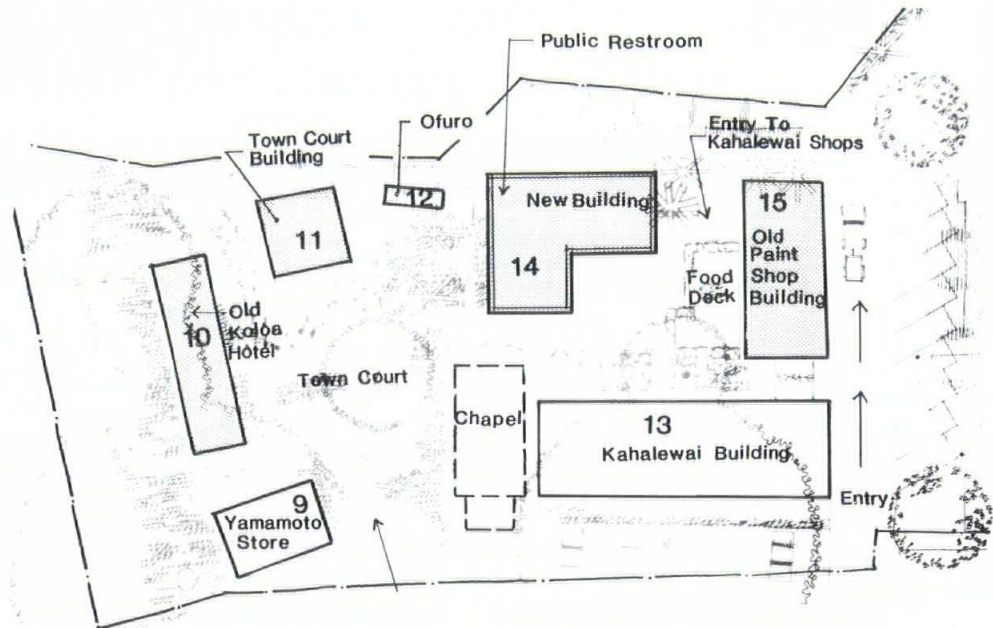 Public Restroom
Ofuro
Town Court
Building
Entry To
Kahalewai Shops
12
11
New Building
14
15
Old
Paint
Shop
Building
Food
Deck
10
Old
Koloa
Hotel
Town Court
Chapel
13
Kahalewai Building
Entry
9
Yamamoto
Store